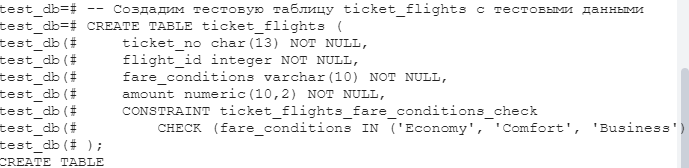 test_db=# -- Создадим тестовую таблицу ticket_flights с тестовыми данными
test_db=# CREATE TABLE ticket_flights (
test_db(#     ticket_no char(13) NOT NULL,
test_db(#     flight_id integer NOT NULL,
test_db(#     fare_conditions varchar(10) NOT NULL,
test_db(#     amount numeric(10,2) NOT NULL,
test_db(#     CONSTRAINT ticket_flights_fare_conditions_check
test_db(#         CHECK (fare_conditions IN ('Economy', 'Comfort', 'Business')
test_db(# );
CREATE TABLE